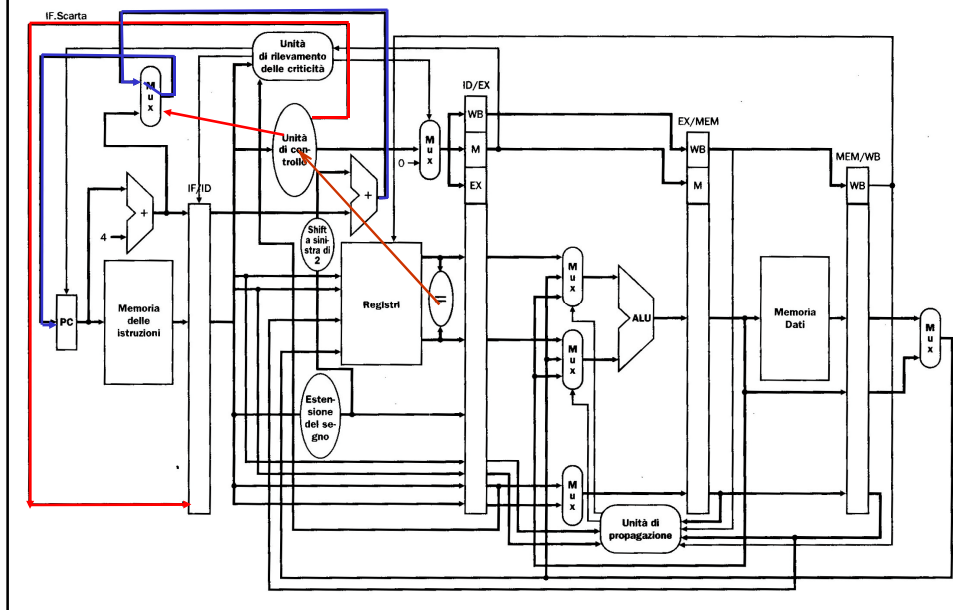 IF.Scarta
Unità
di rilevamento
delle criticità
M
u
x
ID/EX
WB
M
EX
Unità
di con-
trollo
M
u
x
0
EX/MEM
WB
M
MEM/WB
WB
IF/ID
+
4
+
Shift
a sini-
stra di
2
PC
Memoria
delle
istruzioni
Registri
=
M
u
x
M
u
x
ALU
Memoria
Dati
M
u
x
Esten-
sione
del se-
gno
M
u
x
Unità di
propagazione